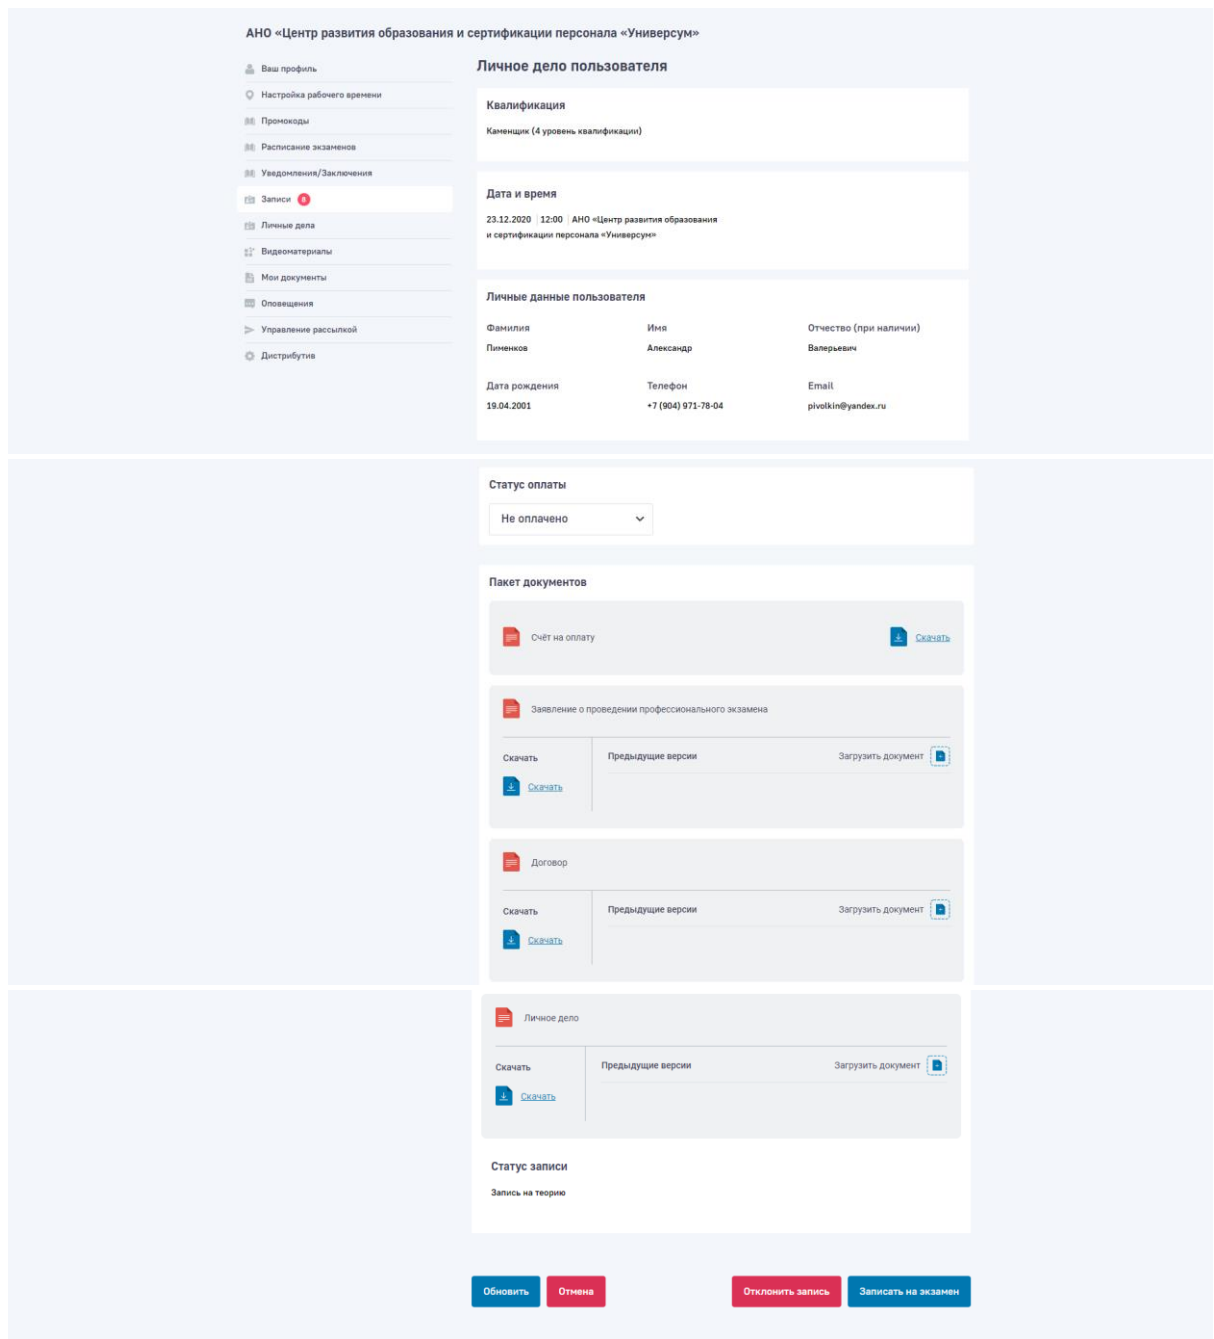 АНО «Центр развития образования и сертификации персонала «Универсум»
Ваш профиль
Настройка рабочего времени
Промокоды
Расписание экзаменов
Уведомления/Заключения
Записи 8
Личные дела
Видеоматериалы
Мои документы
Оповещения
Управление рассылкой
Дистрибутив
Личное дело пользователя
Квалификация
Каменщик (4 уровень квалификации)
Дата и время
23.12.2020 12:00 АНО «Центр развития образования
и сертификации персонала «Универсум»
Личные данные пользователя
Фамилия Имя Отчество (при наличии)
Пименков Александр Валерьевич
Дата рождения Телефон Email
19.04.2001 +7 (904) 971-78-04 pivolkin@yandex.ru
Статус оплаты
Не оплачено
Пакет документов
Счёт на оплату Скачать
Заявление о проведении профессионального экзамена
Скачать Предыдущие версии Загрузить документ
Скачать
Договор
Скачать Предыдущие версии Загрузить документ
Скачать
Личное дело
Скачать Предыдущие версии Загрузить документ
Скачать
Статус записи
Запись на теорию
Обновить Отмена Отклонить запись Записать на экзамен